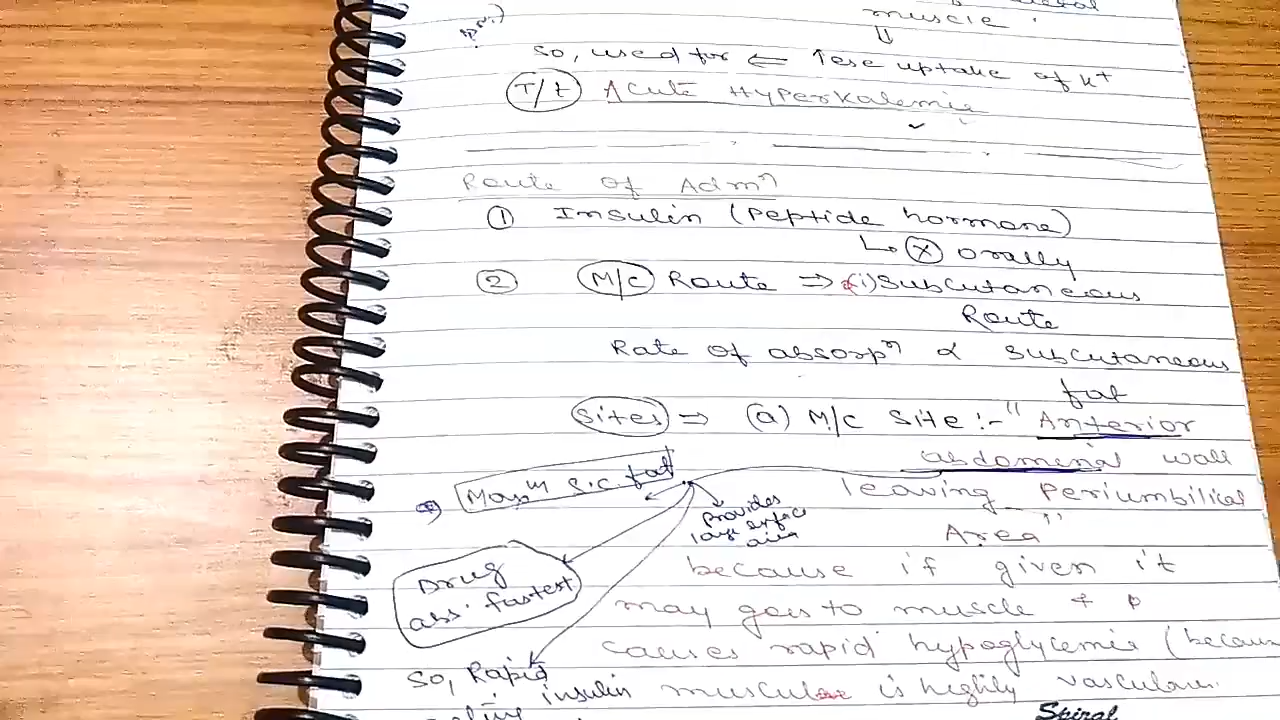 muscle.
⇓
So, used for ⇐ ↑ese uptake of K+
T/t Acute Hyperkalemia
Route of Admⁿ
① Insulin (Peptide hormone)
↳ ⓧ orally
② M/C Route ⇒ (i) Subcutaneous
Route
Rate of absorpⁿ ∝ subcutaneous
fat
Sites ⇒ (a) M/C Site :- "Anterior
abdominal wall
Maxᵐ S.C. fat
leaving Periumbilical
Provides
large surface
area
Area"
because if given it
Drug
abs. fastest
may goes to muscle & p
causes rapid hypoglycemia (becaus
So, Rapid
insulin muscular is highly vascular.
Spiral